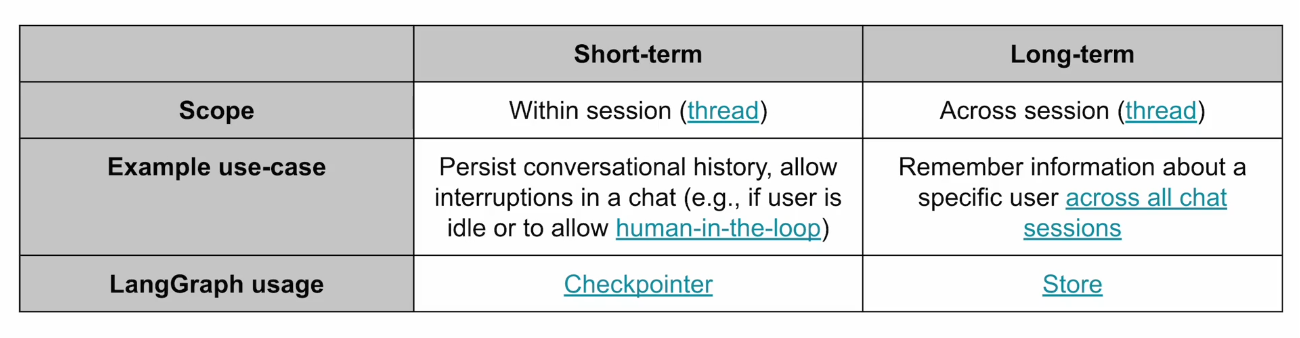 Short-term
Long-term
Scope
Within session (thread)
Across session (thread)
Example use-case
Persist conversational history, allow
interruptions in a chat (e.g., if user is
idle or to allow human-in-the-loop)
Remember information about a
specific user across all chat
sessions
LangGraph usage
Checkpointer
Store